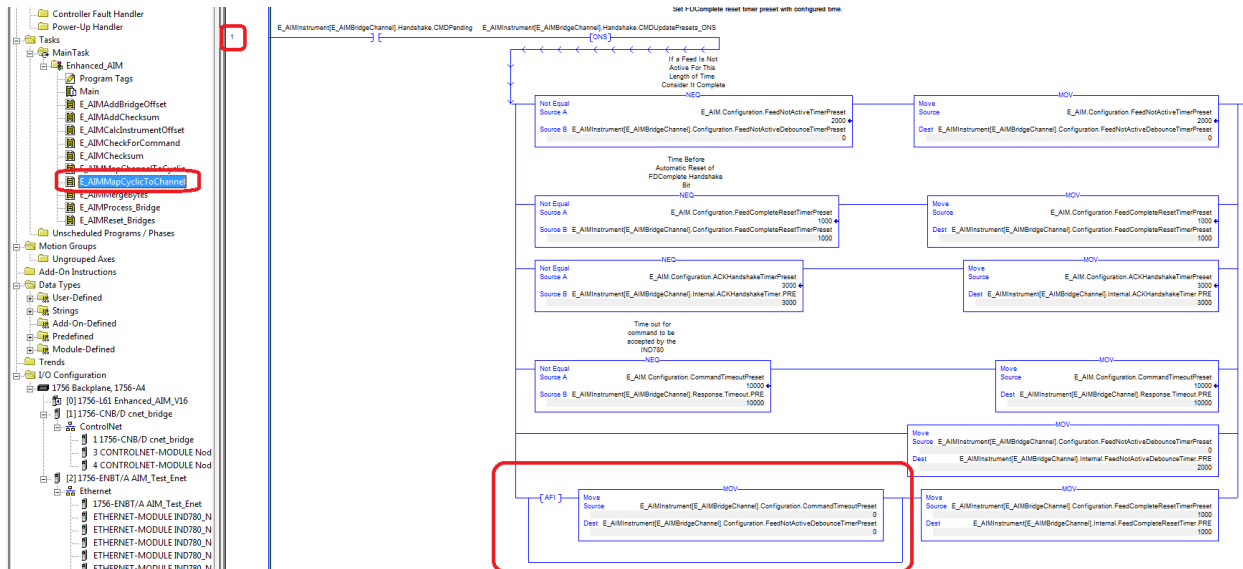 Controller Fault Handler
Power-Up Handler
Tasks
MainTask
Enhanced_AIM
Program Tags
Main
E_AIMAddBridgeOffset
E_AIMAddChecksum
E_AIMCalcInstrumentOffset
E_AIMCheckForCommand
E_AIMChecksum
E_AIMMapChannelToCyclic
E_AIMMapCyclicToChannel
E_AIMMergeBytes
E_AIMProcess_Bridge
E_AIMReset_Bridges
Unscheduled Programs / Phases
Motion Groups
Ungrouped Axes
Add-On Instructions
Data Types
User-Defined
Strings
Add-On-Defined
Predefined
Module-Defined
Trends
I/O Configuration
1756 Backplane, 1756-A4
[0] 1756-L61 Enhanced_AIM_V16
[1] 1756-CNB/D cnet_bridge
ControlNet
1 1756-CNB/D cnet_bridge
3 CONTROLNET-MODULE Nod
4 CONTROLNET-MODULE Nod
[2] 1756-ENBT/A AIM_Test_Enet
Ethernet
1756-ENBT/A AIM_Test_Enet
ETHERNET-MODULE IND780_N
ETHERNET-MODULE IND780_N
ETHERNET-MODULE IND780_N
ETHERNET-MODULE IND780_N
ETHERNET-MODULE IND780_N
Set FDComplete reset timer preset with configured time.
1
E_AIMInstrument[E_AIMBridgeChannel].Handshake.CMDPending
E_AIMInstrument[E_AIMBridgeChannel].Handshake.CMDUpdatePresets_ONS
ONS
If a Feed Is Not
Active For This
Length of Time
Consider It Complete
NEQ
Not Equal
Source A E_AIM.Configuration.FeedNotActiveTimerPreset
2000
Source B E_AIMInstrument[E_AIMBridgeChannel].Configuration.FeedNotActiveDebounceTimerPreset
0
MOV
Move
Source E_AIM.Configuration.FeedNotActiveTimerPreset
2000
Dest E_AIMInstrument[E_AIMBridgeChannel].Configuration.FeedNotActiveDebounceTimerPreset
0
Time Before
Automatic Reset of
FDComplete Handshake
Bit
NEQ
Not Equal
Source A E_AIM.Configuration.FeedCompleteResetTimerPreset
1000
Source B E_AIMInstrument[E_AIMBridgeChannel].Configuration.FeedCompleteResetTimerPreset
1000
MOV
Move
Source E_AIM.Configuration.FeedCompleteResetTimerPreset
1000
Dest E_AIMInstrument[E_AIMBridgeChannel].Configuration.FeedCompleteResetTimerPreset
1000
NEQ
Not Equal
Source A E_AIM.Configuration.ACKHandshakeTimerPreset
3000
Source B E_AIMInstrument[E_AIMBridgeChannel].Internal.ACKHandshakeTimer.PRE
3000
MOV
Move
Source E_AIM.Configuration.ACKHandshakeTimerPreset
3000
Dest E_AIMInstrument[E_AIMBridgeChannel].Internal.ACKHandshakeTimer.PRE
3000
Time out for
command to be
accepted by the
IND780
NEQ
Not Equal
Source A E_AIM.Configuration.CommandTimeoutPreset
10000
Source B E_AIMInstrument[E_AIMBridgeChannel].Response.Timeout.PRE
10000
MOV
Move
Source E_AIM.Configuration.CommandTimeoutPreset
10000
Dest E_AIMInstrument[E_AIMBridgeChannel].Response.Timeout.PRE
10000
MOV
Move
Source E_AIMInstrument[E_AIMBridgeChannel].Configuration.FeedNotActiveDebounceTimerPreset
0
Dest E_AIMInstrument[E_AIMBridgeChannel].Internal.FeedNotActiveDebounceTimer.PRE
2000
AFI
MOV
Move
Source E_AIMInstrument[E_AIMBridgeChannel].Configuration.CommandTimeoutPreset
0
Dest E_AIMInstrument[E_AIMBridgeChannel].Configuration.FeedNotActiveDebounceTimerPreset
0
MOV
Move
Source E_AIMInstrument[E_AIMBridgeChannel].Configuration.FeedCompleteResetTimerPreset
1000
Dest E_AIMInstrument[E_AIMBridgeChannel].Internal.FeedCompleteResetTimer.PRE
1000